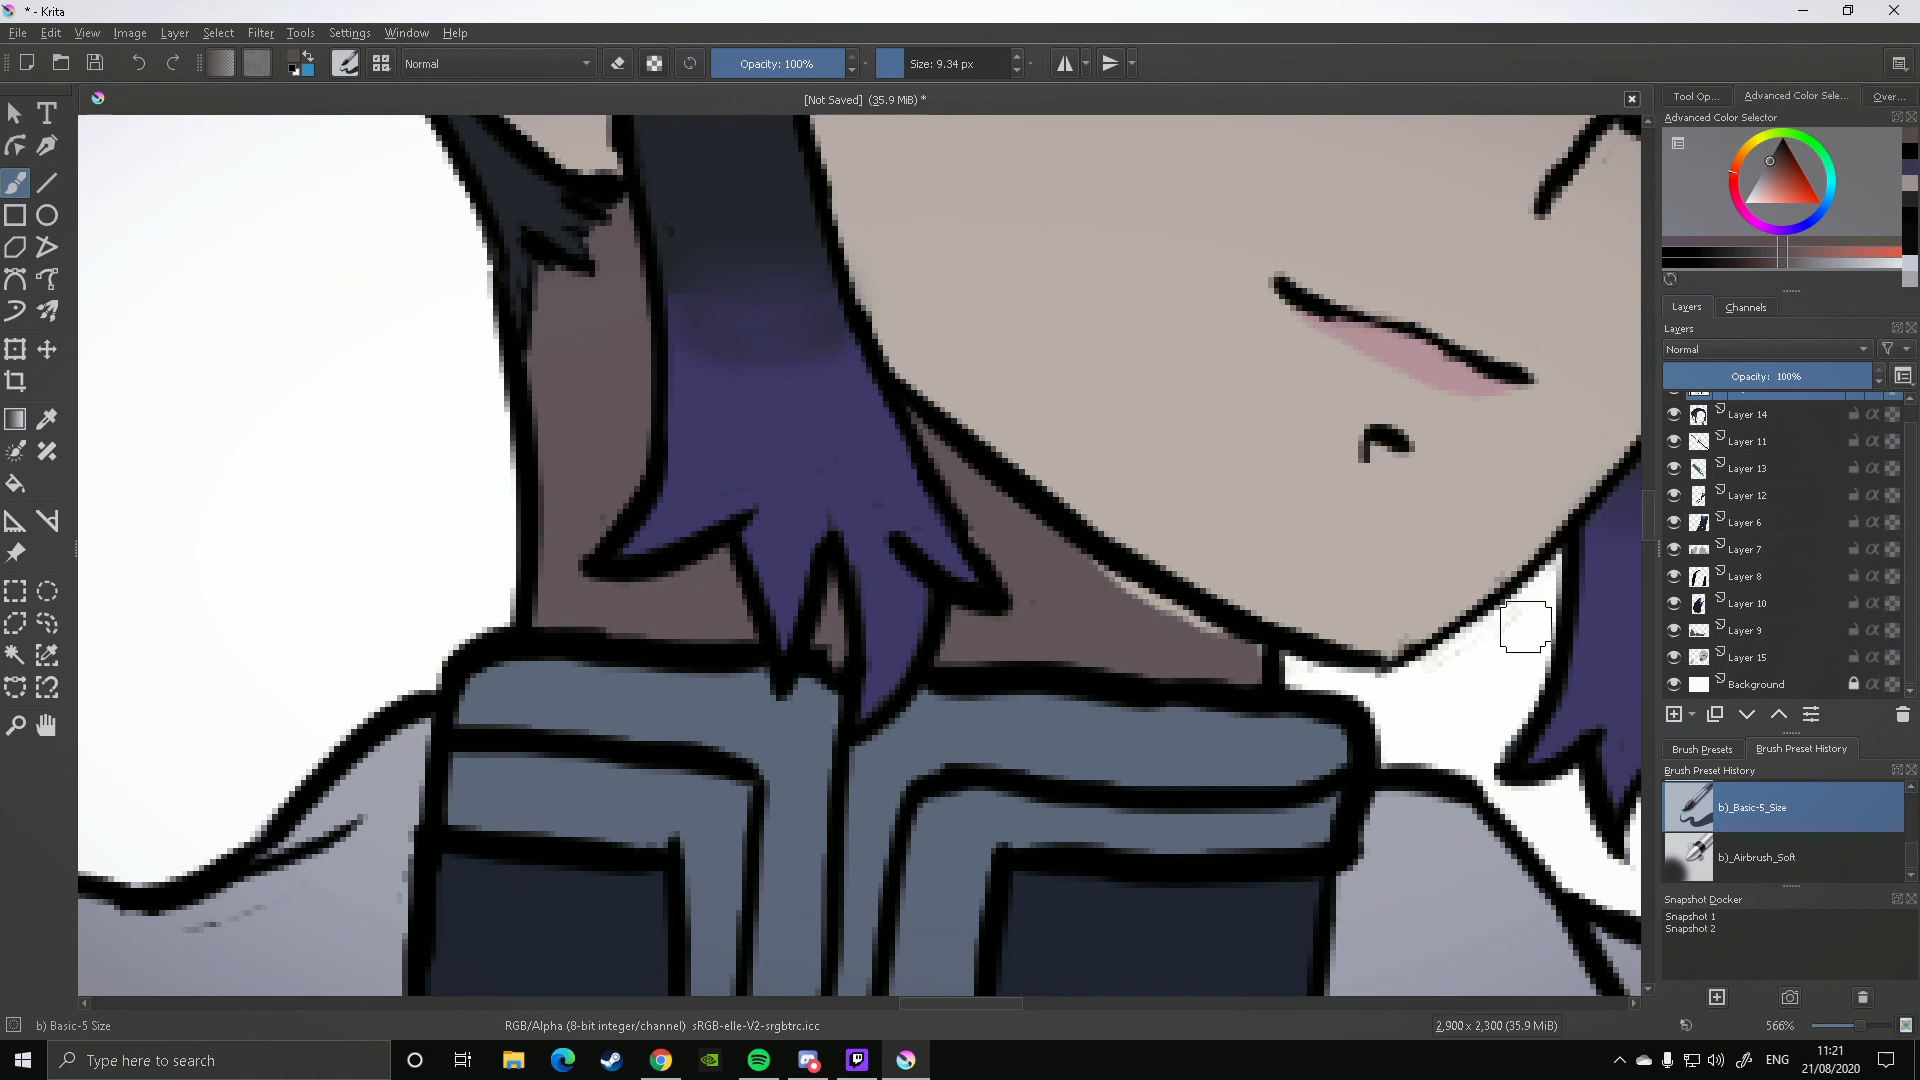 * - Krita
File Edit View Image Layer Select Filter Tools Settings Window Help
Normal
Opacity: 100%
Size: 9.34 px
[Not Saved] (35.9 MiB) *
Tool Op...
Advanced Color Sele...
Over...
Advanced Color Selector
Layers
Channels
Layers
Normal
Opacity: 100%
Layer 14
Layer 11
Layer 13
Layer 12
Layer 6
Layer 7
Layer 8
Layer 10
Layer 9
Layer 15
Background
Brush Presets
Brush Preset History
Brush Preset History
b)_Basic-5_Size
b)_Airbrush_Soft
Snapshot Docker
Snapshot 1
Snapshot 2
b) Basic-5 Size
RGB/Alpha (8-bit integer/channel) sRGB-elle-V2-srgbtrc.icc
2,900 x 2,300 (35.9 MiB)
566%
Type here to search
ENG
11:21
21/08/2020